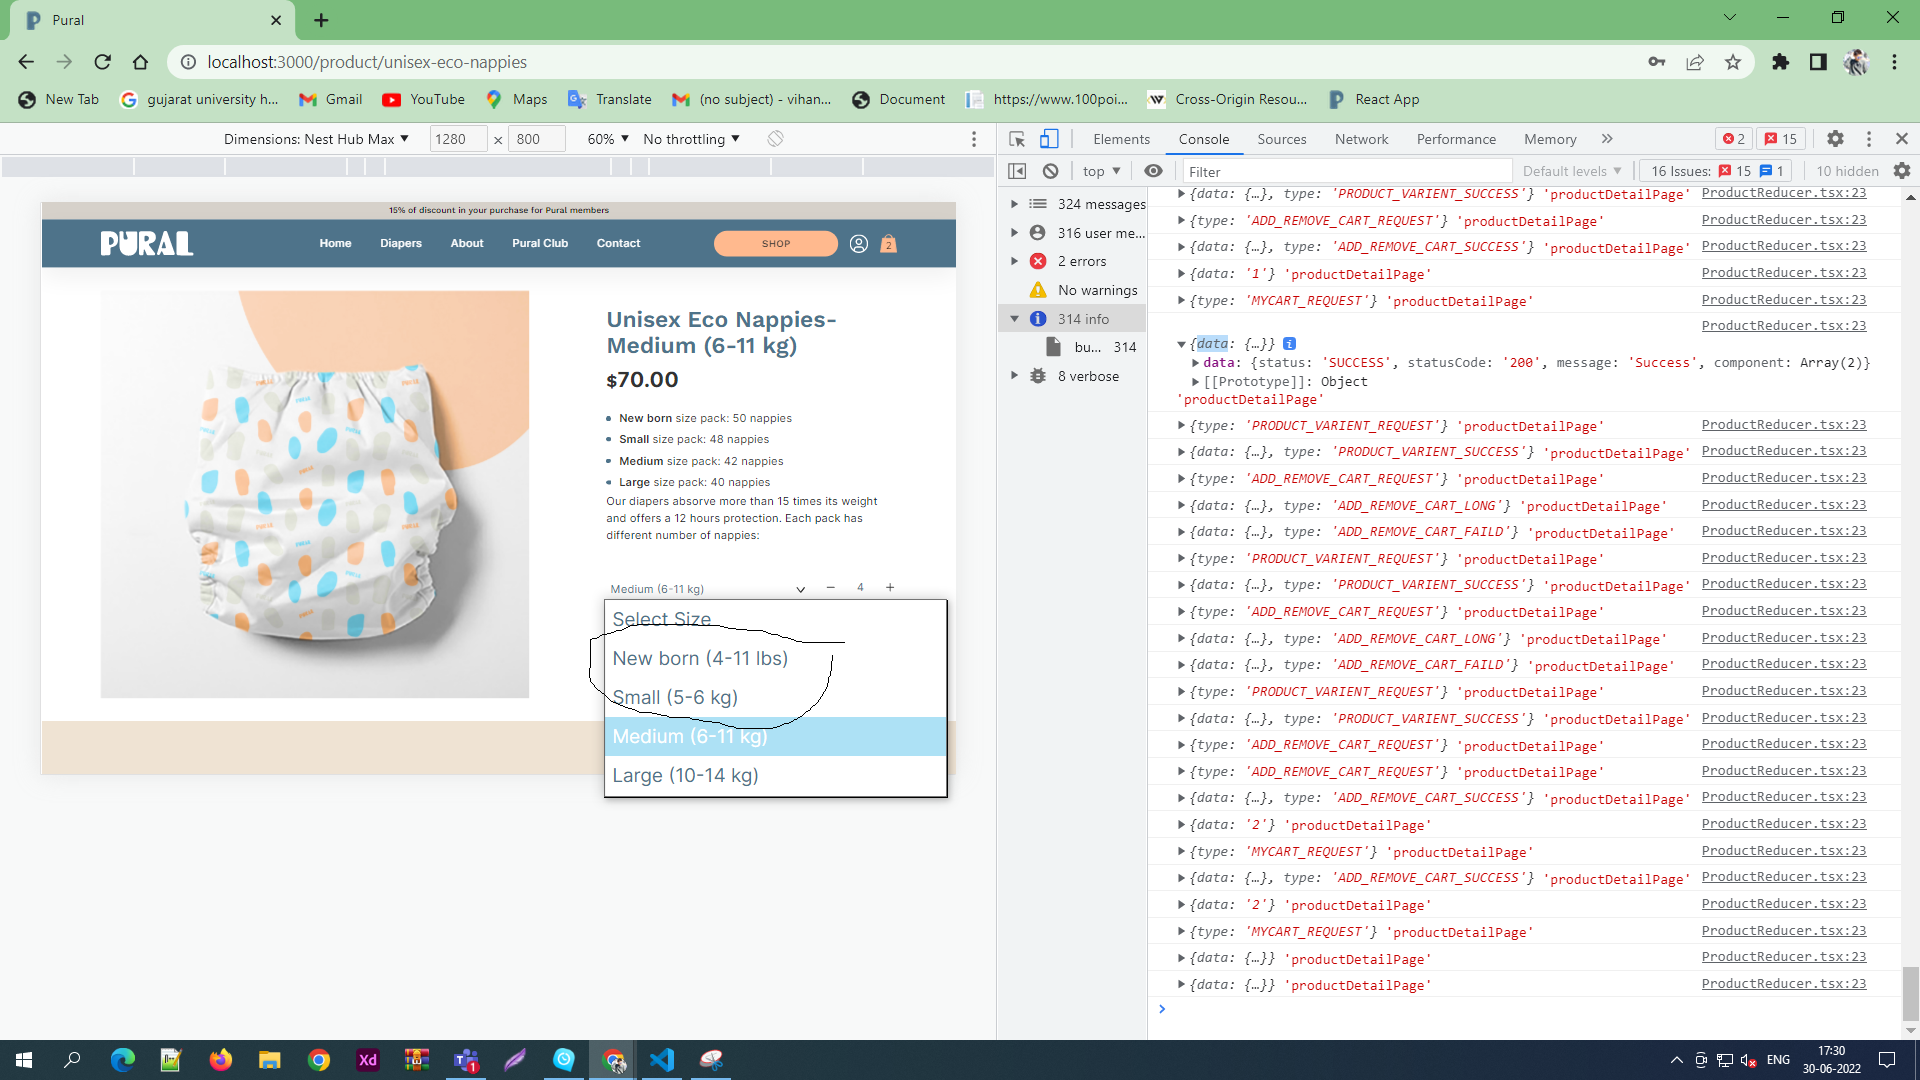 Pural
localhost:3000/product/unisex-eco-nappies
New Tab
gujarat university h...
Gmail
YouTube
Maps
Translate
(no subject) - vihan...
Document
https://www.100poi...
Cross-Origin Resou...
React App
Dimensions: Nest Hub Max ▼ 1280 × 800 60% ▼ No throttling ▼
15% of discount in your purchase for Pural members
PURAL
Home Diapers About Pural Club Contact SHOP 2
Unisex Eco Nappies-
Medium (6-11 kg)
$70.00
New born size pack: 50 nappies
Small size pack: 48 nappies
Medium size pack: 42 nappies
Large size pack: 40 nappies
Our diapers absorve more than 15 times its weight
and offers a 12 hours protection. Each pack has
different number of nappies:
Medium (6-11 kg) − 4 +
Select Size
New born (4-11 lbs)
Small (5-6 kg)
Medium (6-11 kg)
Large (10-14 kg)
Elements Console Sources Network Performance Memory » 2 15
top ▼ Filter Default levels ▼ 16 Issues: 15 1 10 hidden
324 messages
316 user me...
2 errors
No warnings
314 info
bu... 314
8 verbose
{data: {…}, type: 'PRODUCT_VARIENT_SUCCESS'} 'productDetailPage' ProductReducer.tsx:23
{type: 'ADD_REMOVE_CART_REQUEST'} 'productDetailPage' ProductReducer.tsx:23
{data: {…}, type: 'ADD_REMOVE_CART_SUCCESS'} 'productDetailPage' ProductReducer.tsx:23
{data: '1'} 'productDetailPage' ProductReducer.tsx:23
{type: 'MYCART_REQUEST'} 'productDetailPage' ProductReducer.tsx:23
ProductReducer.tsx:23
{data: {…}}
data: {status: 'SUCCESS', statusCode: '200', message: 'Success', component: Array(2)}
[[Prototype]]: Object
'productDetailPage'
{type: 'PRODUCT_VARIENT_REQUEST'} 'productDetailPage' ProductReducer.tsx:23
{data: {…}, type: 'PRODUCT_VARIENT_SUCCESS'} 'productDetailPage' ProductReducer.tsx:23
{type: 'ADD_REMOVE_CART_REQUEST'} 'productDetailPage' ProductReducer.tsx:23
{data: {…}, type: 'ADD_REMOVE_CART_LONG'} 'productDetailPage' ProductReducer.tsx:23
{data: {…}, type: 'ADD_REMOVE_CART_FAILD'} 'productDetailPage' ProductReducer.tsx:23
{type: 'PRODUCT_VARIENT_REQUEST'} 'productDetailPage' ProductReducer.tsx:23
{data: {…}, type: 'PRODUCT_VARIENT_SUCCESS'} 'productDetailPage' ProductReducer.tsx:23
{type: 'ADD_REMOVE_CART_REQUEST'} 'productDetailPage' ProductReducer.tsx:23
{data: {…}, type: 'ADD_REMOVE_CART_LONG'} 'productDetailPage' ProductReducer.tsx:23
{data: {…}, type: 'ADD_REMOVE_CART_FAILD'} 'productDetailPage' ProductReducer.tsx:23
{type: 'PRODUCT_VARIENT_REQUEST'} 'productDetailPage' ProductReducer.tsx:23
{data: {…}, type: 'PRODUCT_VARIENT_SUCCESS'} 'productDetailPage' ProductReducer.tsx:23
{type: 'ADD_REMOVE_CART_REQUEST'} 'productDetailPage' ProductReducer.tsx:23
{type: 'ADD_REMOVE_CART_REQUEST'} 'productDetailPage' ProductReducer.tsx:23
{data: {…}, type: 'ADD_REMOVE_CART_SUCCESS'} 'productDetailPage' ProductReducer.tsx:23
{data: '2'} 'productDetailPage' ProductReducer.tsx:23
{type: 'MYCART_REQUEST'} 'productDetailPage' ProductReducer.tsx:23
{data: {…}, type: 'ADD_REMOVE_CART_SUCCESS'} 'productDetailPage' ProductReducer.tsx:23
{data: '2'} 'productDetailPage' ProductReducer.tsx:23
{type: 'MYCART_REQUEST'} 'productDetailPage' ProductReducer.tsx:23
{data: {…}} 'productDetailPage' ProductReducer.tsx:23
{data: {…}} 'productDetailPage' ProductReducer.tsx:23
ENG
17:30
30-06-2022